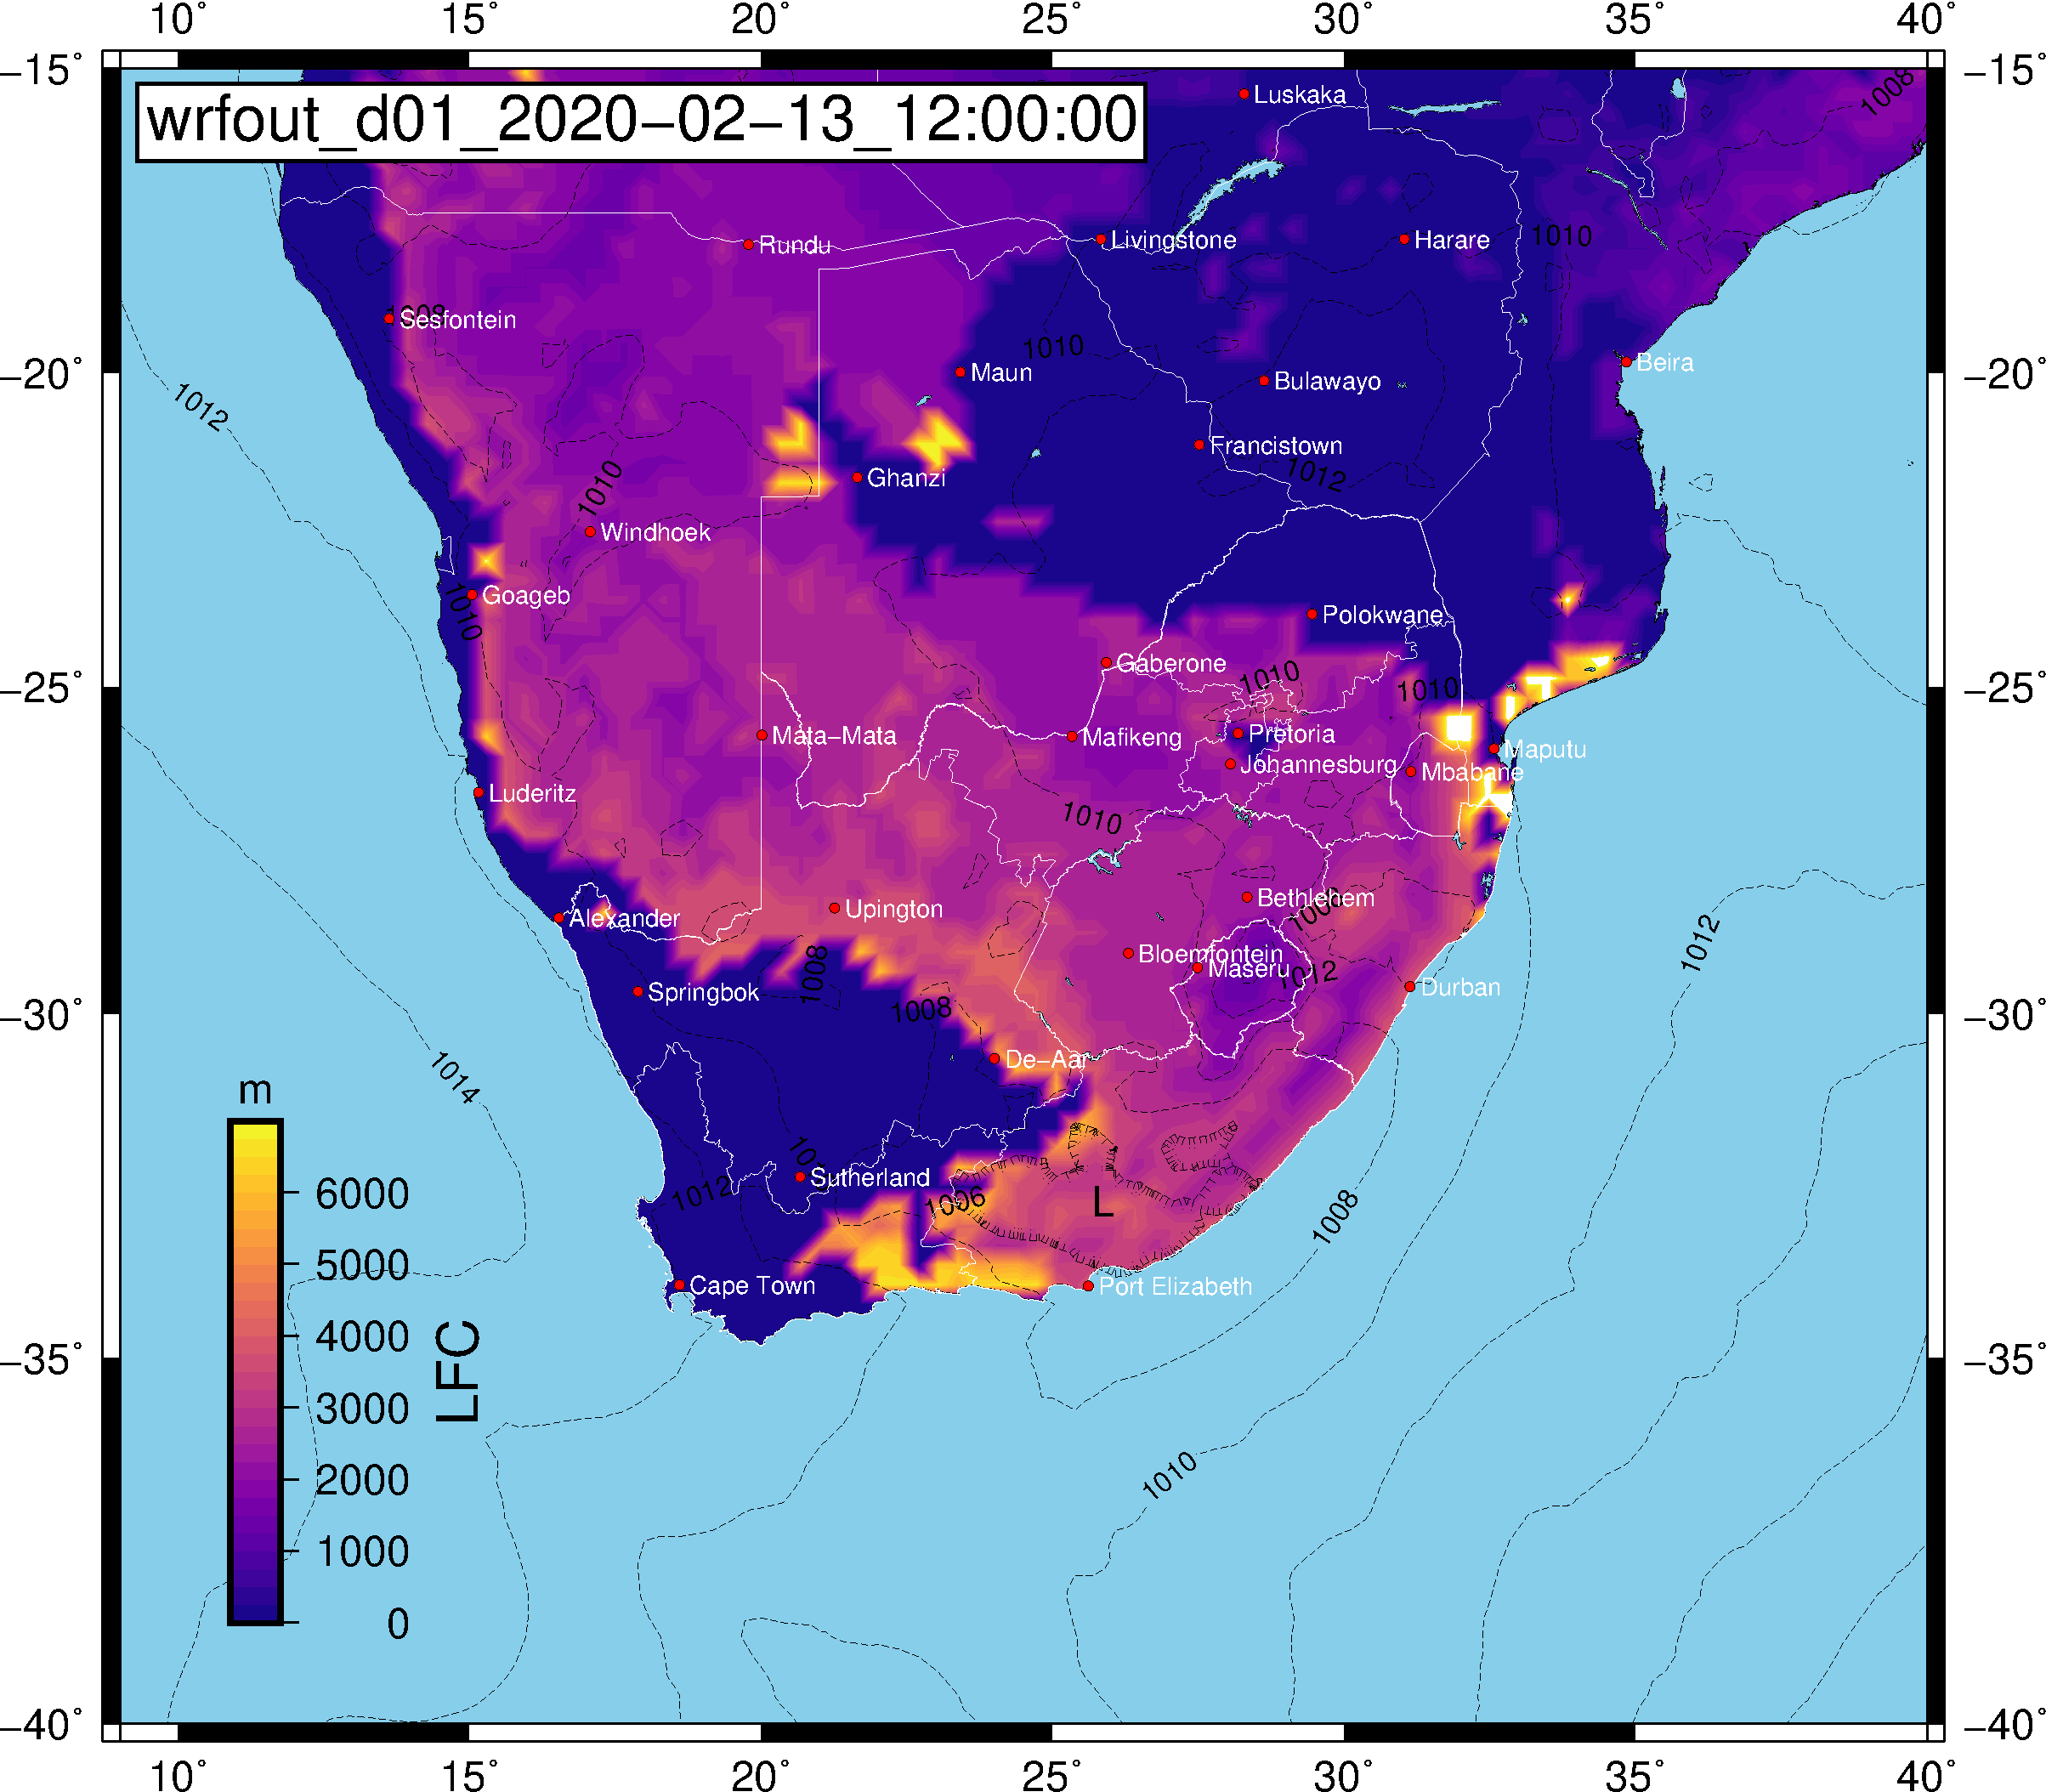 10° 15° 20° 25° 30° 35° 40°
−15° −15°
wrfout_d01_2020−02−13_12:00:00
Luskaka
1008
Rundu
Livingstone
Harare
1010
1008
Sesfontein
1010
Maun
Beira
−20° −20°
Bulawayo
1012
Francistown
1012
Ghanzi
1010
Windhoek
Goageb
1010
Polokwane
Gaberone
1010
1010
−25° −25°
Mata−Mata
Mafikeng
Pretoria
Maputu
Johannesburg
Mbabane
Luderitz
1010
Bethlehem
1008
Upington
Alexander
1012
Bloemfontein
Maseru
1012
1008
Springbok
Durban
1008
−30° −30°
De−Aar
1014
m
Sutherland
1012
1006
L
1008
6000
Cape Town
Port Elizabeth
5000
4000
−35° −35°
LFC
3000
2000
1010
1000
0
−40° −40°
10° 15° 20° 25° 30° 35° 40°